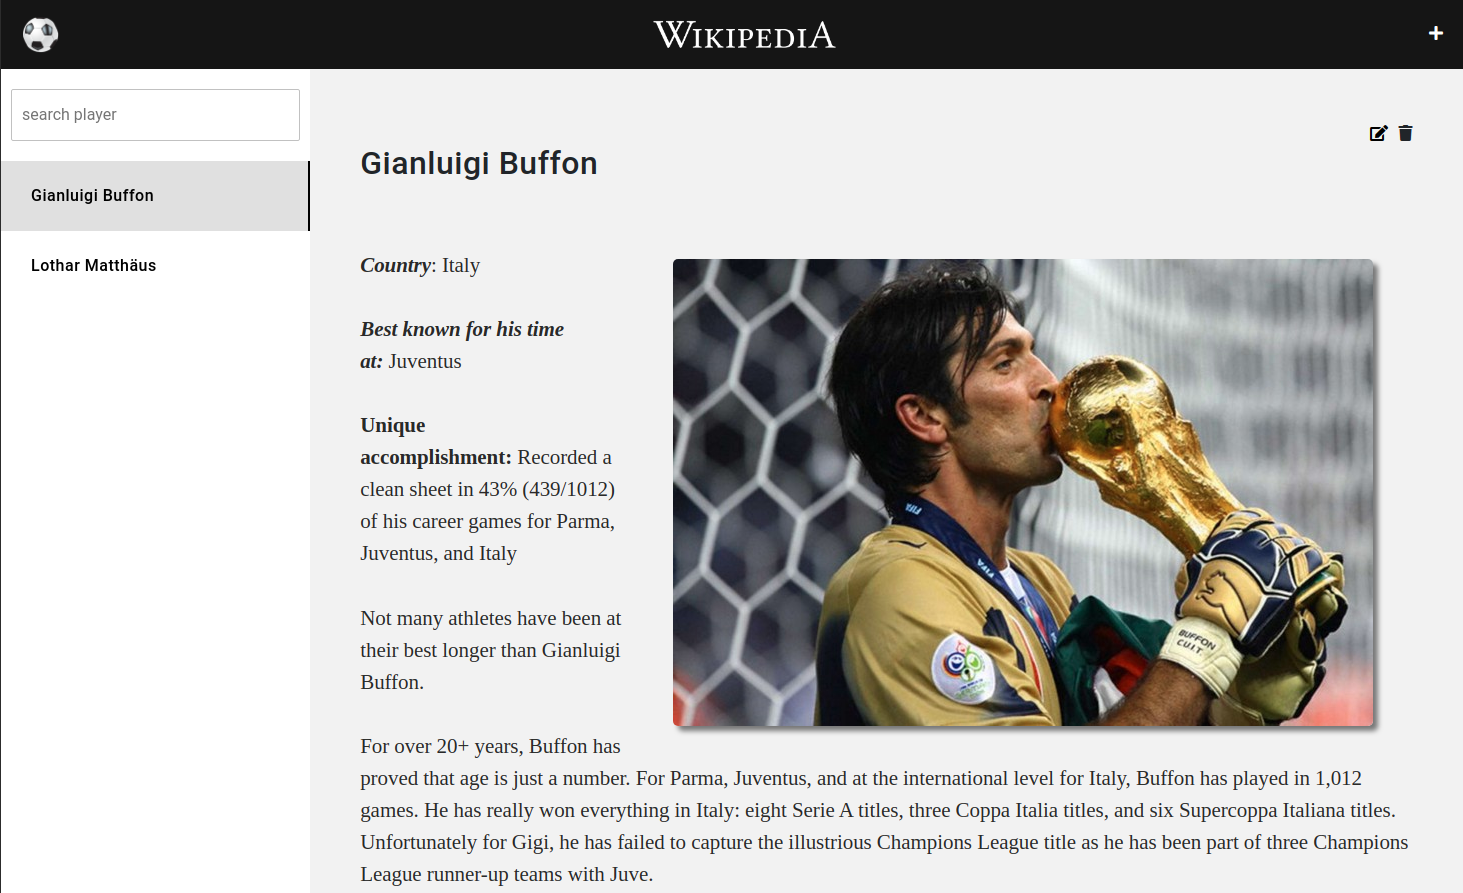 WIKIPEDIA
search player
Gianluigi Buffon
Lothar Matthäus
Gianluigi Buffon
Country: Italy
Best known for his time
at: Juventus
Unique
accomplishment: Recorded a
clean sheet in 43% (439/1012)
of his career games for Parma,
Juventus, and Italy
Not many athletes have been at
their best longer than Gianluigi
Buffon.
FIFA
FIFA
BUFFON
C.U.I.T.
For over 20+ years, Buffon has
proved that age is just a number. For Parma, Juventus, and at the international level for Italy, Buffon has played in 1,012
games. He has really won everything in Italy: eight Serie A titles, three Coppa Italia titles, and six Supercoppa Italiana titles.
Unfortunately for Gigi, he has failed to capture the illustrious Champions League title as he has been part of three Champions
League runner-up teams with Juve.